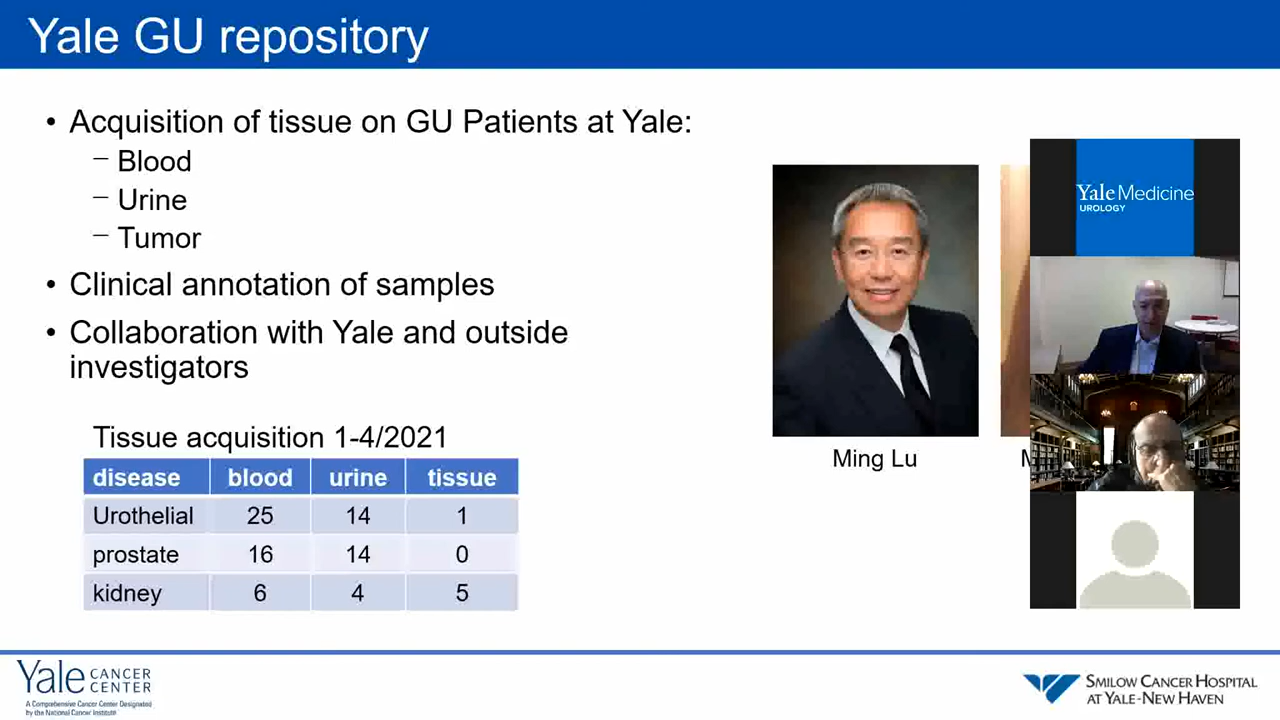 Yale GU repository
• Acquisition of tissue on GU Patients at Yale:
– Blood
– Urine
– Tumor
• Clinical annotation of samples
• Collaboration with Yale and outside
investigators
Tissue acquisition 1-4/2021
disease blood urine tissue
Urothelial 25 14 1
prostate 16 14 0
kidney 6 4 5
Ming Lu
Yale Medicine
UROLOGY
Yale CANCER
CENTER
A Comprehensive Cancer Center Designated
by the National Cancer Institute
SMILOW CANCER HOSPITAL
AT YALE-NEW HAVEN